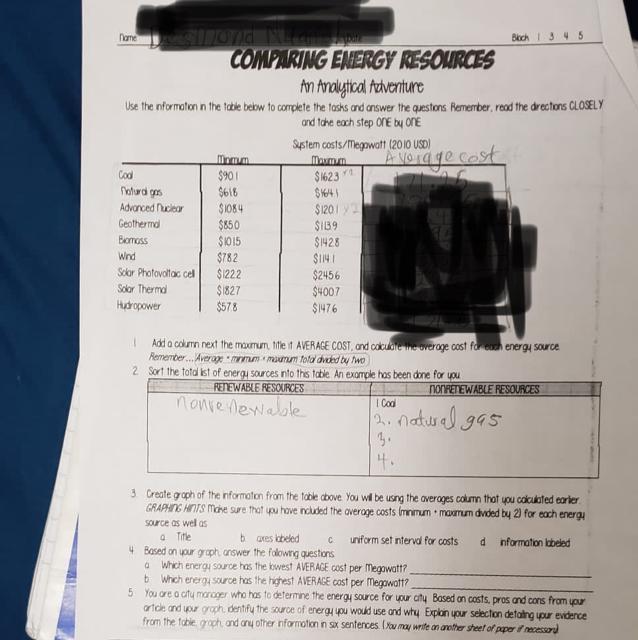 Name
Block 1 3 4 5
COMPARING ENERGY RESOURCES
An Analytical Adventure
Use the information in the table below to complete the tasks and answer the questions. Remember, read the directions CLOSELY
and take each step ONE by ONE
System costs/Megawatt (2010 USD)
Minimum Maximum Average cost
Coal $90.1 $162.3
Natural gas $61.8 $164.1
Advanced Nuclear $108.4 $120.1
Geothermal $85.0 $113.9
Biomass $101.5 $142.8
Wind $78.2 $114.1
Solar Photovoltaic cell $122.2 $245.6
Solar Thermal $182.7 $400.7
Hydropower $57.8 $147.6
1. Add a column next the maximum, title it AVERAGE COST, and calculate the average cost for each energy source.
Remember...(Average = minimum + maximum total divided by two)
2. Sort the total list of energy sources into this table. An example has been done for you.
RENEWABLE RESOURCES NONRENEWABLE RESOURCES
nonrenewable 1. Coal
2. natural gas
3.
4.
3. Create graph of the information from the table above. You will be using the averages column that you calculated earlier.
GRAPHING HINTS: Make sure that you have included the average costs (minimum + maximum divided by 2) for each energy
source as well as
a. Title b. axes labeled c. uniform set interval for costs d. information labeled
4. Based on your graph, answer the following questions.
a. Which energy source has the lowest AVERAGE cost per Megawatt?
b. Which energy source has the highest AVERAGE cost per Megawatt?
5. You are a city manager who has to determine the energy source for your city. Based on costs, pros and cons from your
article and your graph, identify the source of energy you would use and why. Explain your selection detailing your evidence
from the table, graph, and any other information in six sentences. (You may write on another sheet of paper if necessary)